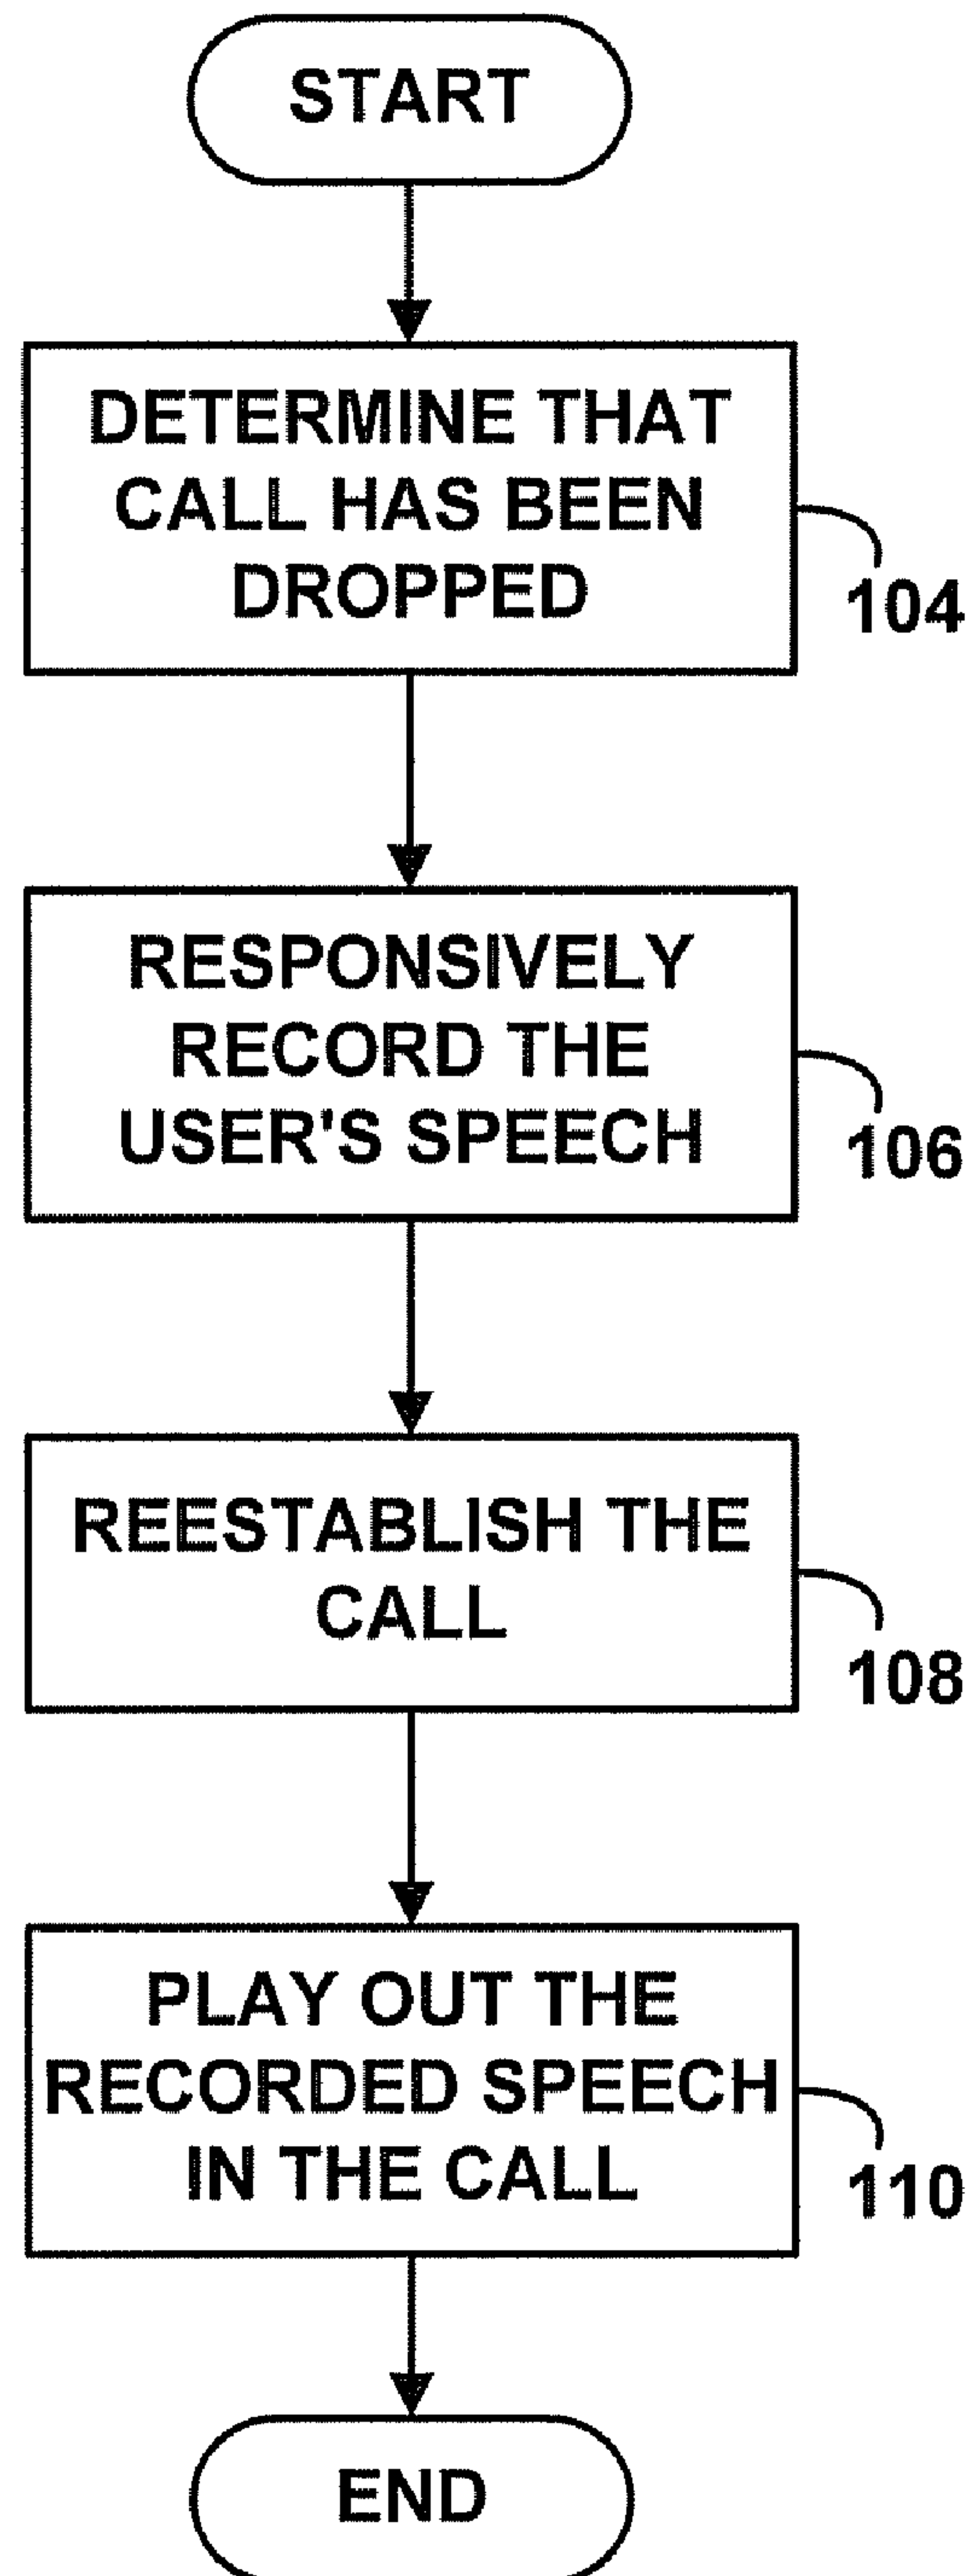 START
DETERMINE THAT
CALL HAS BEEN
DROPPED
104
RESPONSIVELY
RECORD THE
USER'S SPEECH
106
REESTABLISH THE
CALL
108
PLAY OUT THE
RECORDED SPEECH
IN THE CALL
110
END